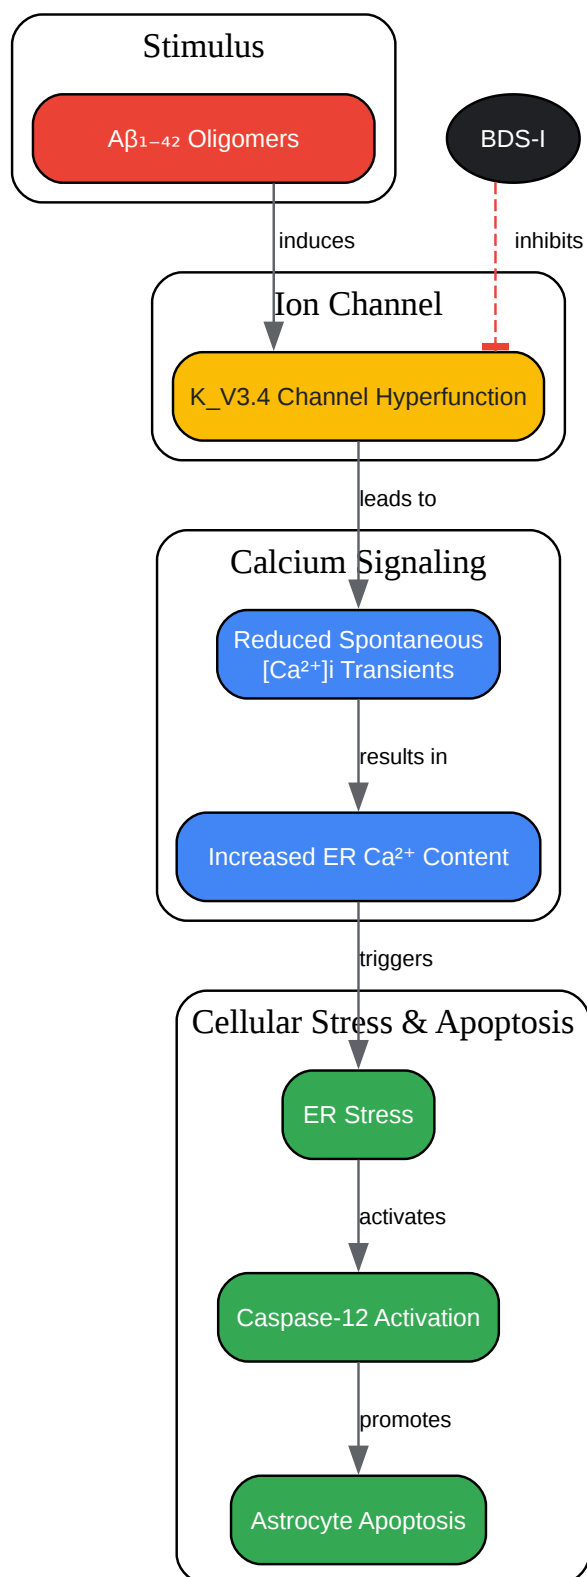 Stimulus
Aβ₁₋₄₂ Oligomers
BDS-I
induces
inhibits
Ion Channel
K_V3.4 Channel Hyperfunction
leads to
Calcium Signaling
Reduced Spontaneous
[Ca²⁺]i Transients
results in
Increased ER Ca²⁺ Content
triggers
Cellular Stress & Apoptosis
ER Stress
activates
Caspase-12 Activation
promotes
Astrocyte Apoptosis